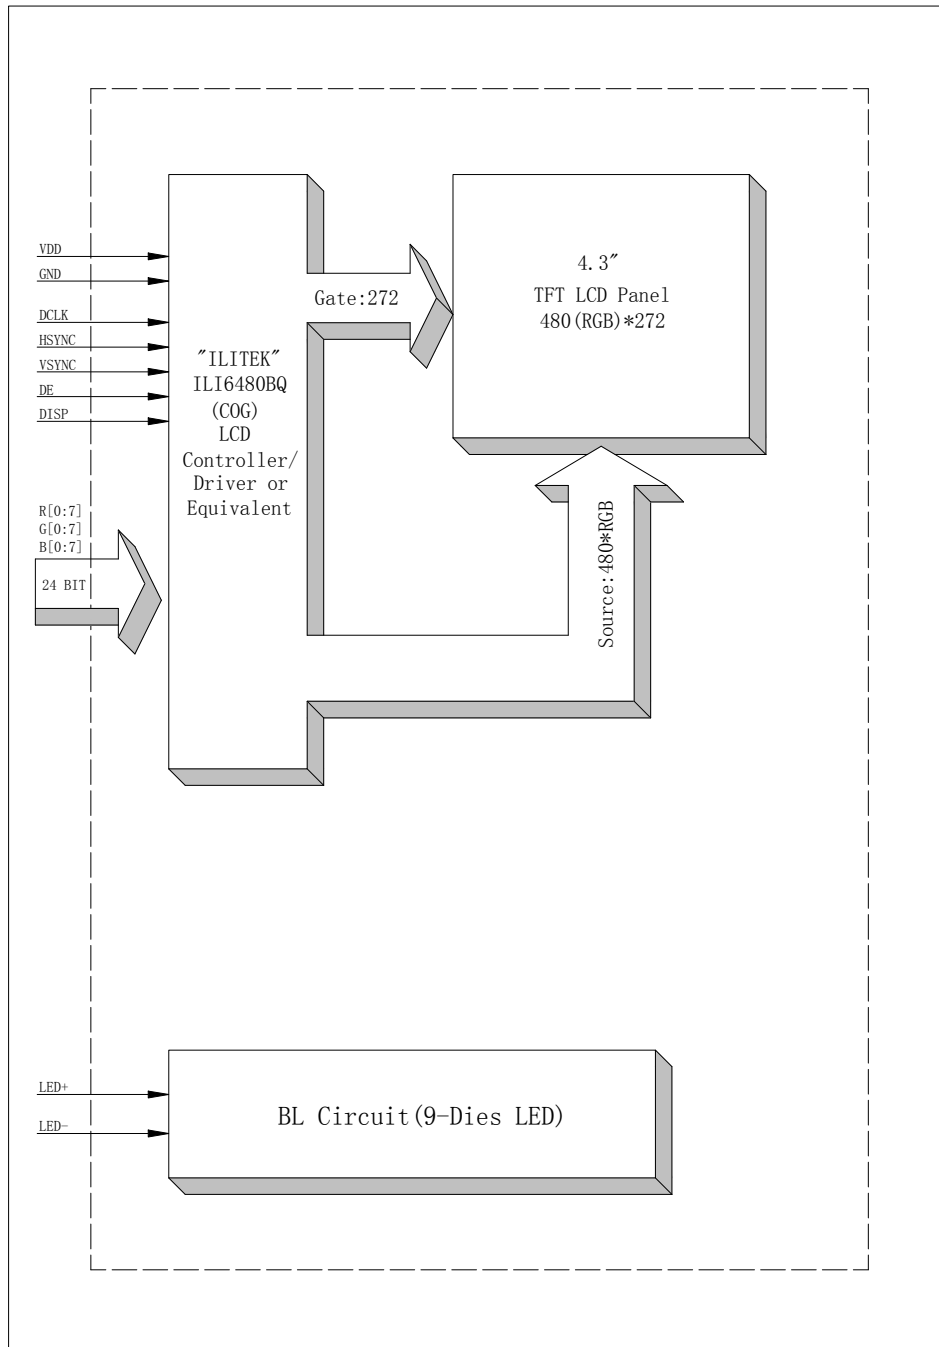 VDD
GND
DCLK
HSYNC
VSYNC
DE
DISP
R[0:7]
G[0:7]
B[0:7]
24 BIT
"ILITEK"
ILI6480BQ
(COG)
LCD
Controller/
Driver or
Equivalent
Gate:272
4.3"
TFT LCD Panel
480(RGB)*272
Source:480*RGB
LED+
LED-
BL Circuit(9-Dies LED)